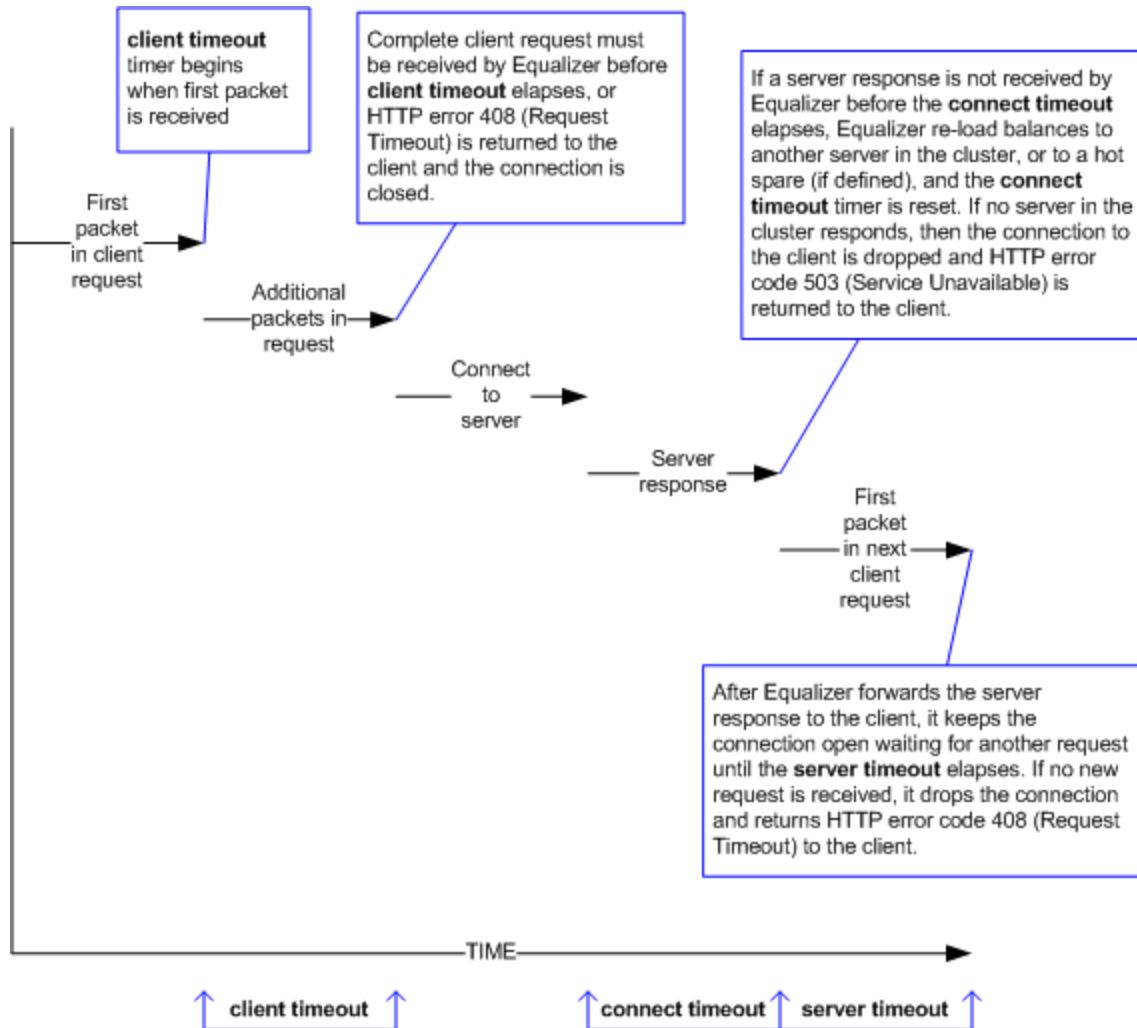 client timeout
timer begins
when first packet
is received
Complete client request must
be received by Equalizer before
client timeout elapses, or
HTTP error 408 (Request
Timeout) is returned to the
client and the connection is
closed.
If a server response is not received by
Equalizer before the connect timeout
elapses, Equalizer re-load balances to
another server in the cluster, or to a hot
spare (if defined), and the connect
timeout timer is reset. If no server in the
cluster responds, then the connection to
the client is dropped and HTTP error
code 503 (Service Unavailable) is
returned to the client.
First
packet
in client
request
Additional
packets in
request
Connect
to
server
Server
response
First
packet
in next
client
request
After Equalizer forwards the server
response to the client, it keeps the
connection open waiting for another request
until the server timeout elapses. If no new
request is received, it drops the connection
and returns HTTP error code 408 (Request
Timeout) to the client.
TIME
client timeout
connect timeout
server timeout